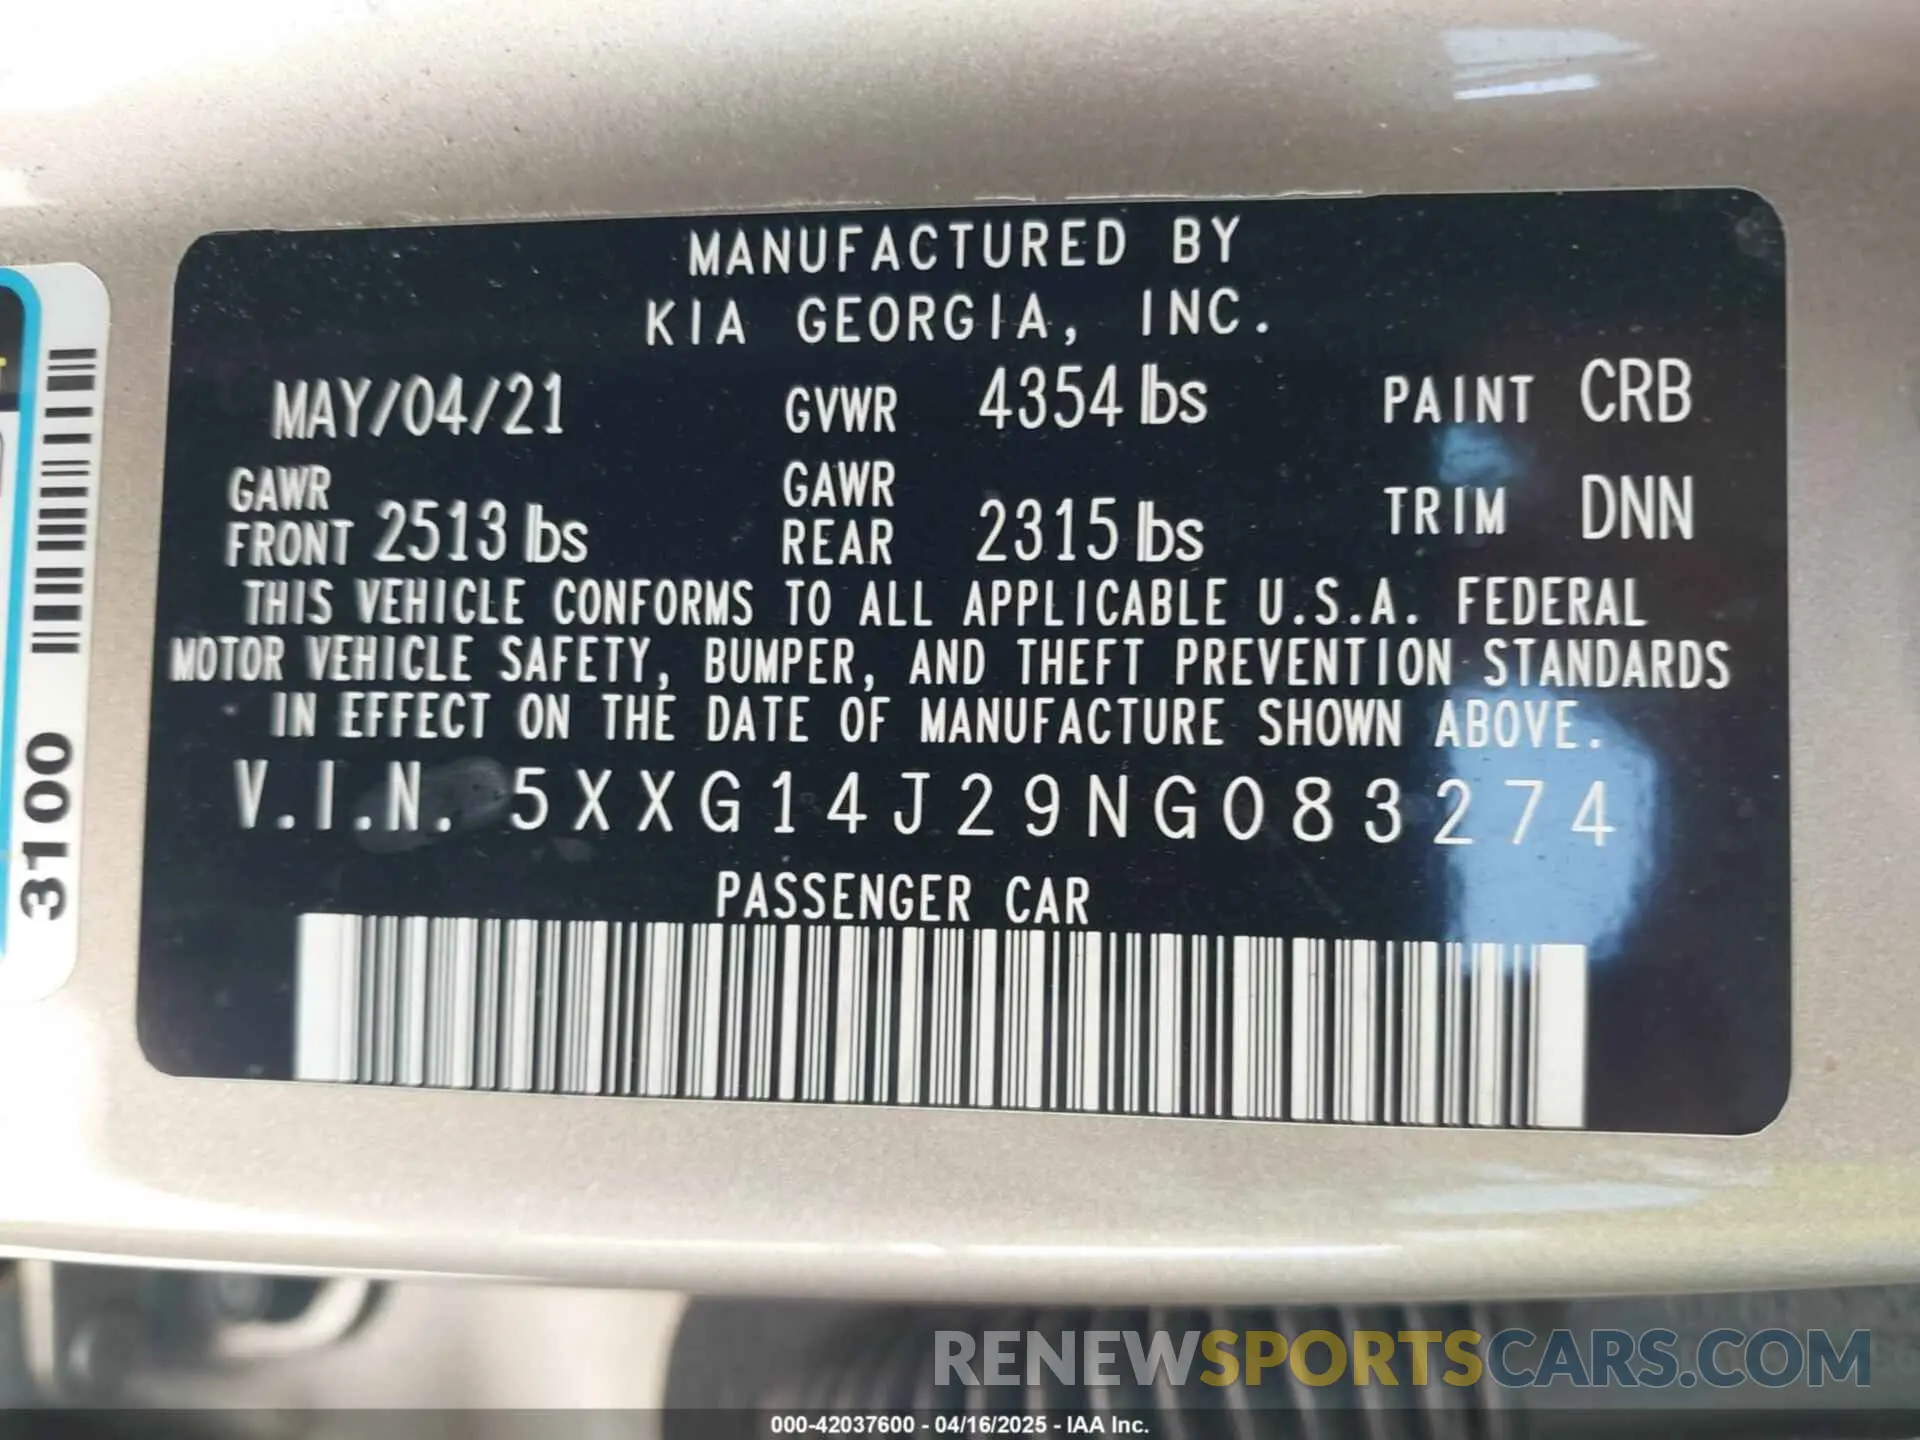 MANUFACTURED BY
KIA GEORGIA, INC.
MAY/04/21 GVWR 4354 lbs PAINT CRB
GAWR FRONT 2513 lbs GAWR REAR 2315 lbs TRIM DNN
THIS VEHICLE CONFORMS TO ALL APPLICABLE U.S.A. FEDERAL
MOTOR VEHICLE SAFETY, BUMPER, AND THEFT PREVENTION STANDARDS
IN EFFECT ON THE DATE OF MANUFACTURE SHOWN ABOVE.
V.I.N. 5XXG14J29NG083274
PASSENGER CAR
3100
RENEWSPORTSCARS.COM
000-42037600 - 04/16/2025 - IAA Inc.